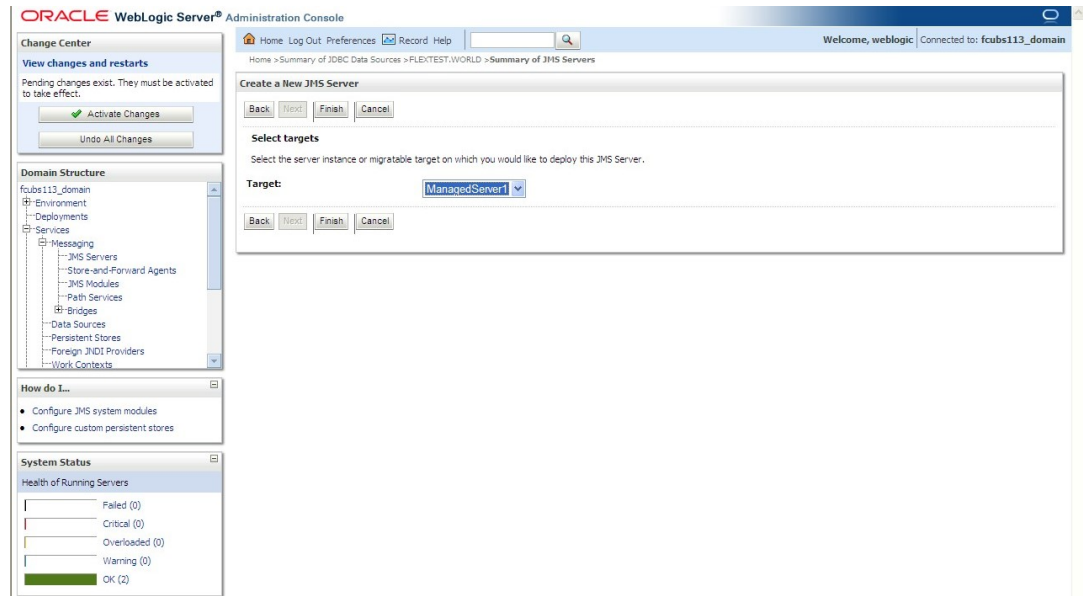 ORACLE WebLogic Server® Administration Console
Change Center
View changes and restarts
Pending changes exist. They must be activated
to take effect.
Activate Changes
Undo All Changes
Domain Structure
fcubs113_domain
Environment
Deployments
Services
Messaging
JMS Servers
Store-and-Forward Agents
JMS Modules
Path Services
Bridges
Data Sources
Persistent Stores
Foreign JNDI Providers
Work Contexts
How do I...
Configure JMS system modules
Configure custom persistent stores
System Status
Health of Running Servers
Failed (0)
Critical (0)
Overloaded (0)
Warning (0)
OK (2)
Home Log Out Preferences Record Help
Welcome, weblogic Connected to: fcubs113_domain
Home >Summary of JDBC Data Sources >FLEXTEST.WORLD >Summary of JMS Servers
Create a New JMS Server
Back Next Finish Cancel
Select targets
Select the server instance or migratable target on which you would like to deploy this JMS Server.
Target: ManagedServer1
Back Next Finish Cancel